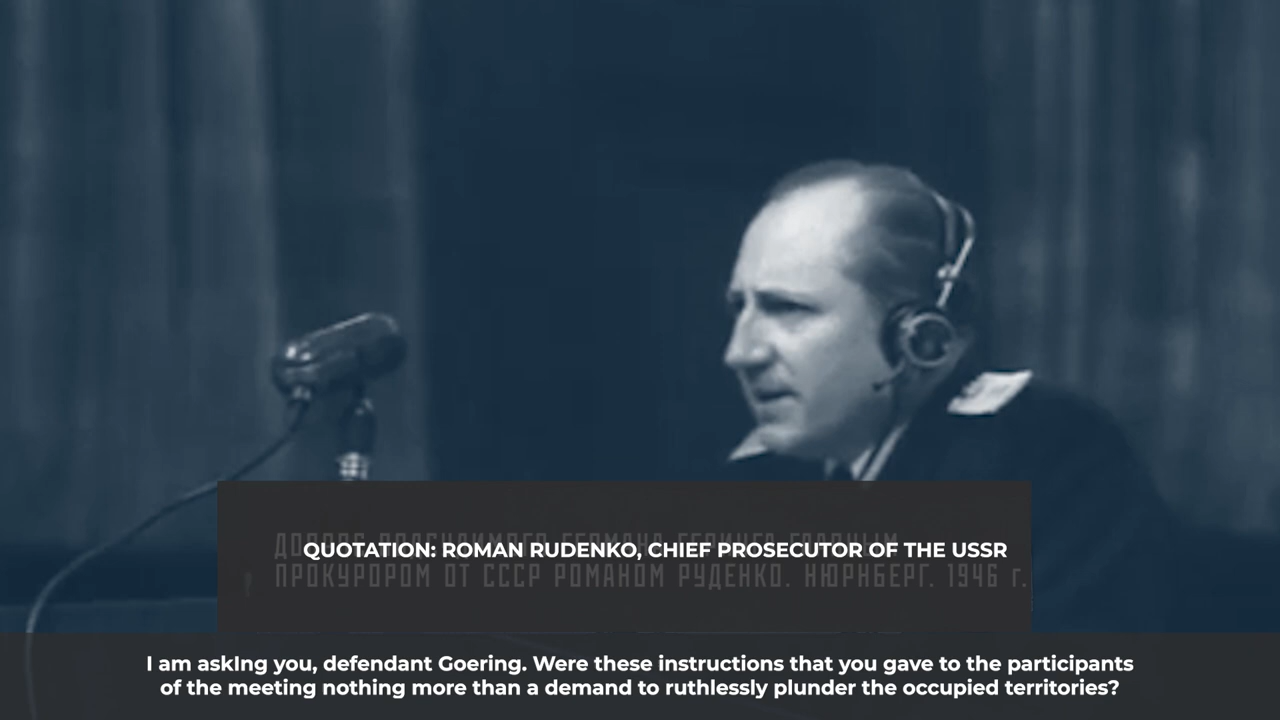 QUOTATION: ROMAN RUDENKO, CHIEF PROSECUTOR OF THE USSR
ПРОКУРОРОМ ОТ СССР РОМАНОМ РУДЕНКО. НЮРНБЕРГ. 1946 г.
I am askIng you, defendant Goering. Were these instructions that you gave to the participants
of the meeting nothing more than a demand to ruthlessly plunder the occupied territories?